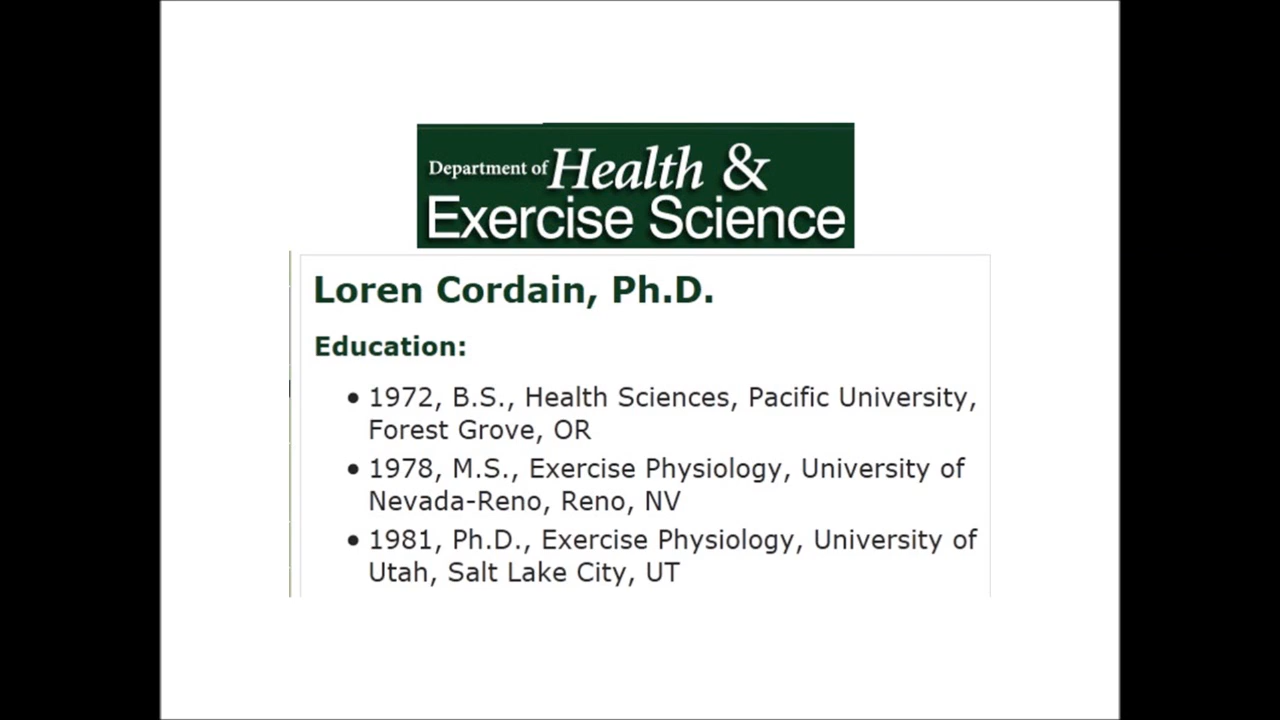 Department of Health &
Exercise Science
Loren Cordain, Ph.D.
Education:
• 1972, B.S., Health Sciences, Pacific University,
Forest Grove, OR
• 1978, M.S., Exercise Physiology, University of
Nevada-Reno, Reno, NV
• 1981, Ph.D., Exercise Physiology, University of
Utah, Salt Lake City, UT